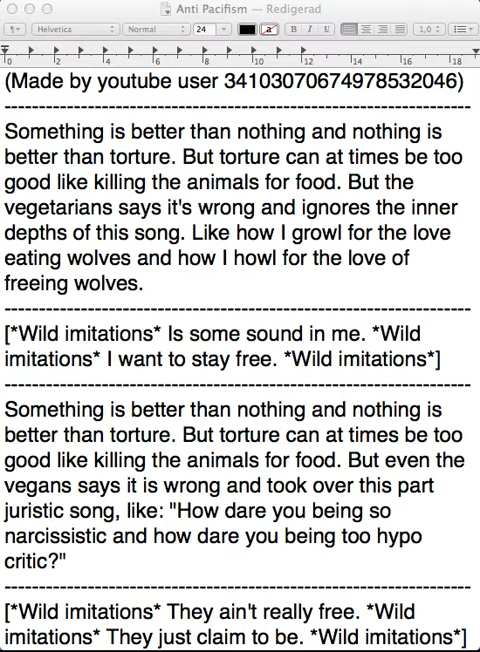 Anti Pacifism — Redigerad
Helvetica Normal 24 a B I U 1,0
0 2 4 6 8 10 12 14 16 18
(Made by youtube user 34103070674978532046)
--------------------------------------------------------------------
Something is better than nothing and nothing is
better than torture. But torture can at times be too
good like killing the animals for food. But the
vegetarians says it's wrong and ignores the inner
depths of this song. Like how I growl for the love
eating wolves and how I howl for the love of
freeing wolves.
--------------------------------------------------------------------
[*Wild imitations* Is some sound in me. *Wild
imitations* I want to stay free. *Wild imitations*]
--------------------------------------------------------------------
Something is better than nothing and nothing is
better than torture. But torture can at times be too
good like killing the animals for food. But even the
vegans says it is wrong and took over this part
juristic song, like: "How dare you being so
narcissistic and how dare you being too hypo
critic?"
--------------------------------------------------------------------
[*Wild imitations* They ain't really free. *Wild
imitations* They just claim to be. *Wild imitations*]